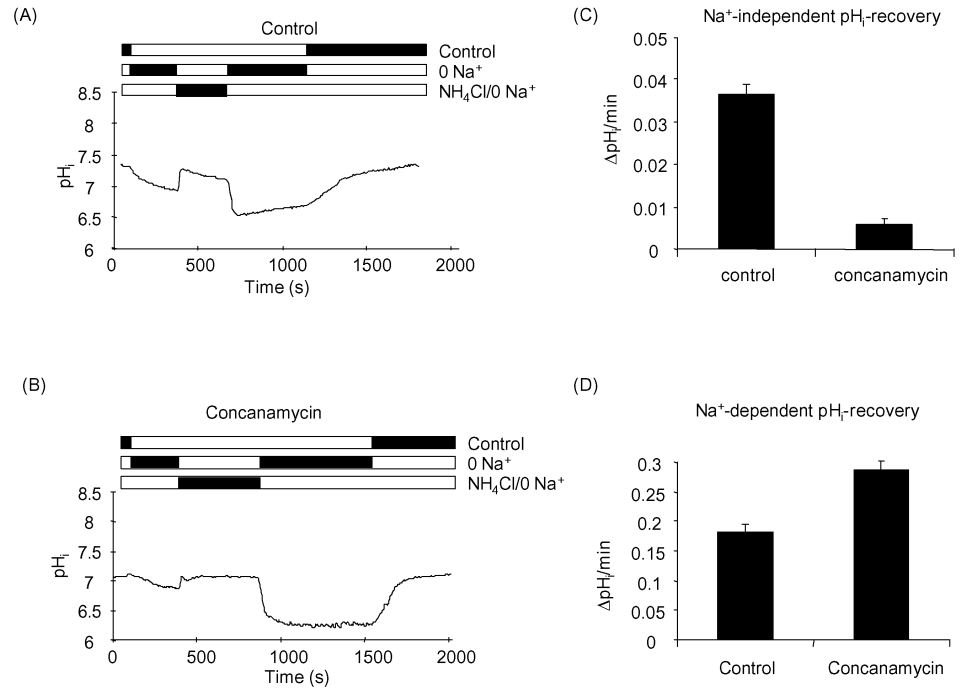 (A)
Control
Control
0 Na⁺
NH₄Cl/0 Na⁺
8.5
8
7.5
7
6.5
6
pHᵢ
0 500 1000 1500 2000
Time (s)
(C)
Na⁺-independent pHᵢ-recovery
0.05
0.04
0.03
0.02
0.01
0
ΔpHᵢ/min
control concanamycin
(B)
Concanamycin
Control
0 Na⁺
NH₄Cl/0 Na⁺
8.5
8
7.5
7
6.5
6
pHᵢ
0 500 1000 1500 2000
Time (s)
(D)
Na⁺-dependent pHᵢ-recovery
0.3
0.25
0.2
0.15
0.1
0.05
0
ΔpHᵢ/min
Control Concanamycin